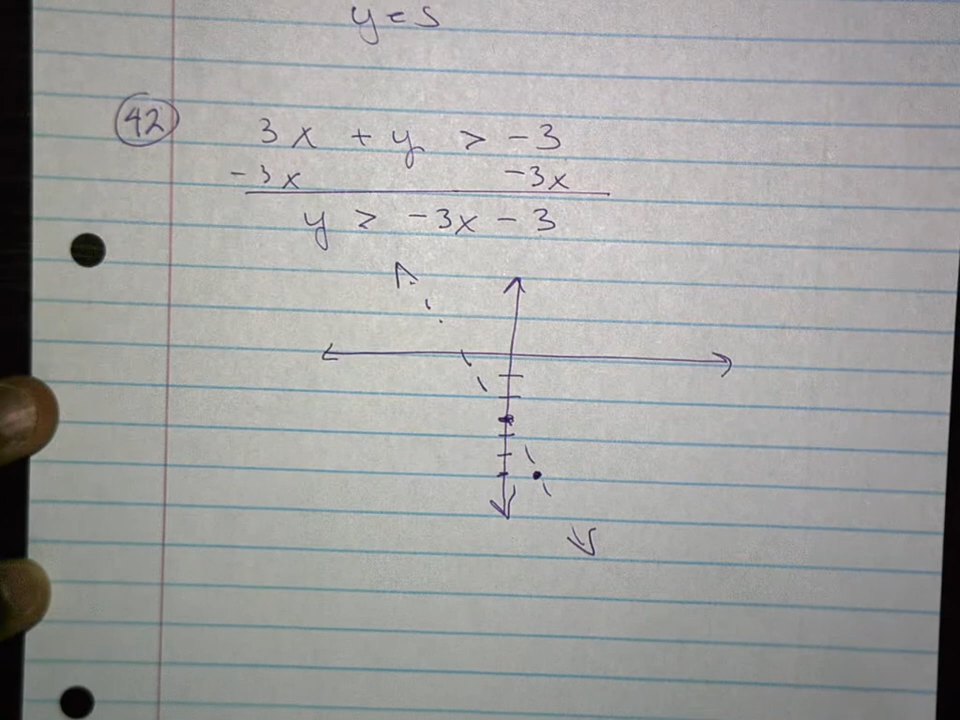 y = 5
42
3x + y > -3
-3x -3x
y > -3x - 3